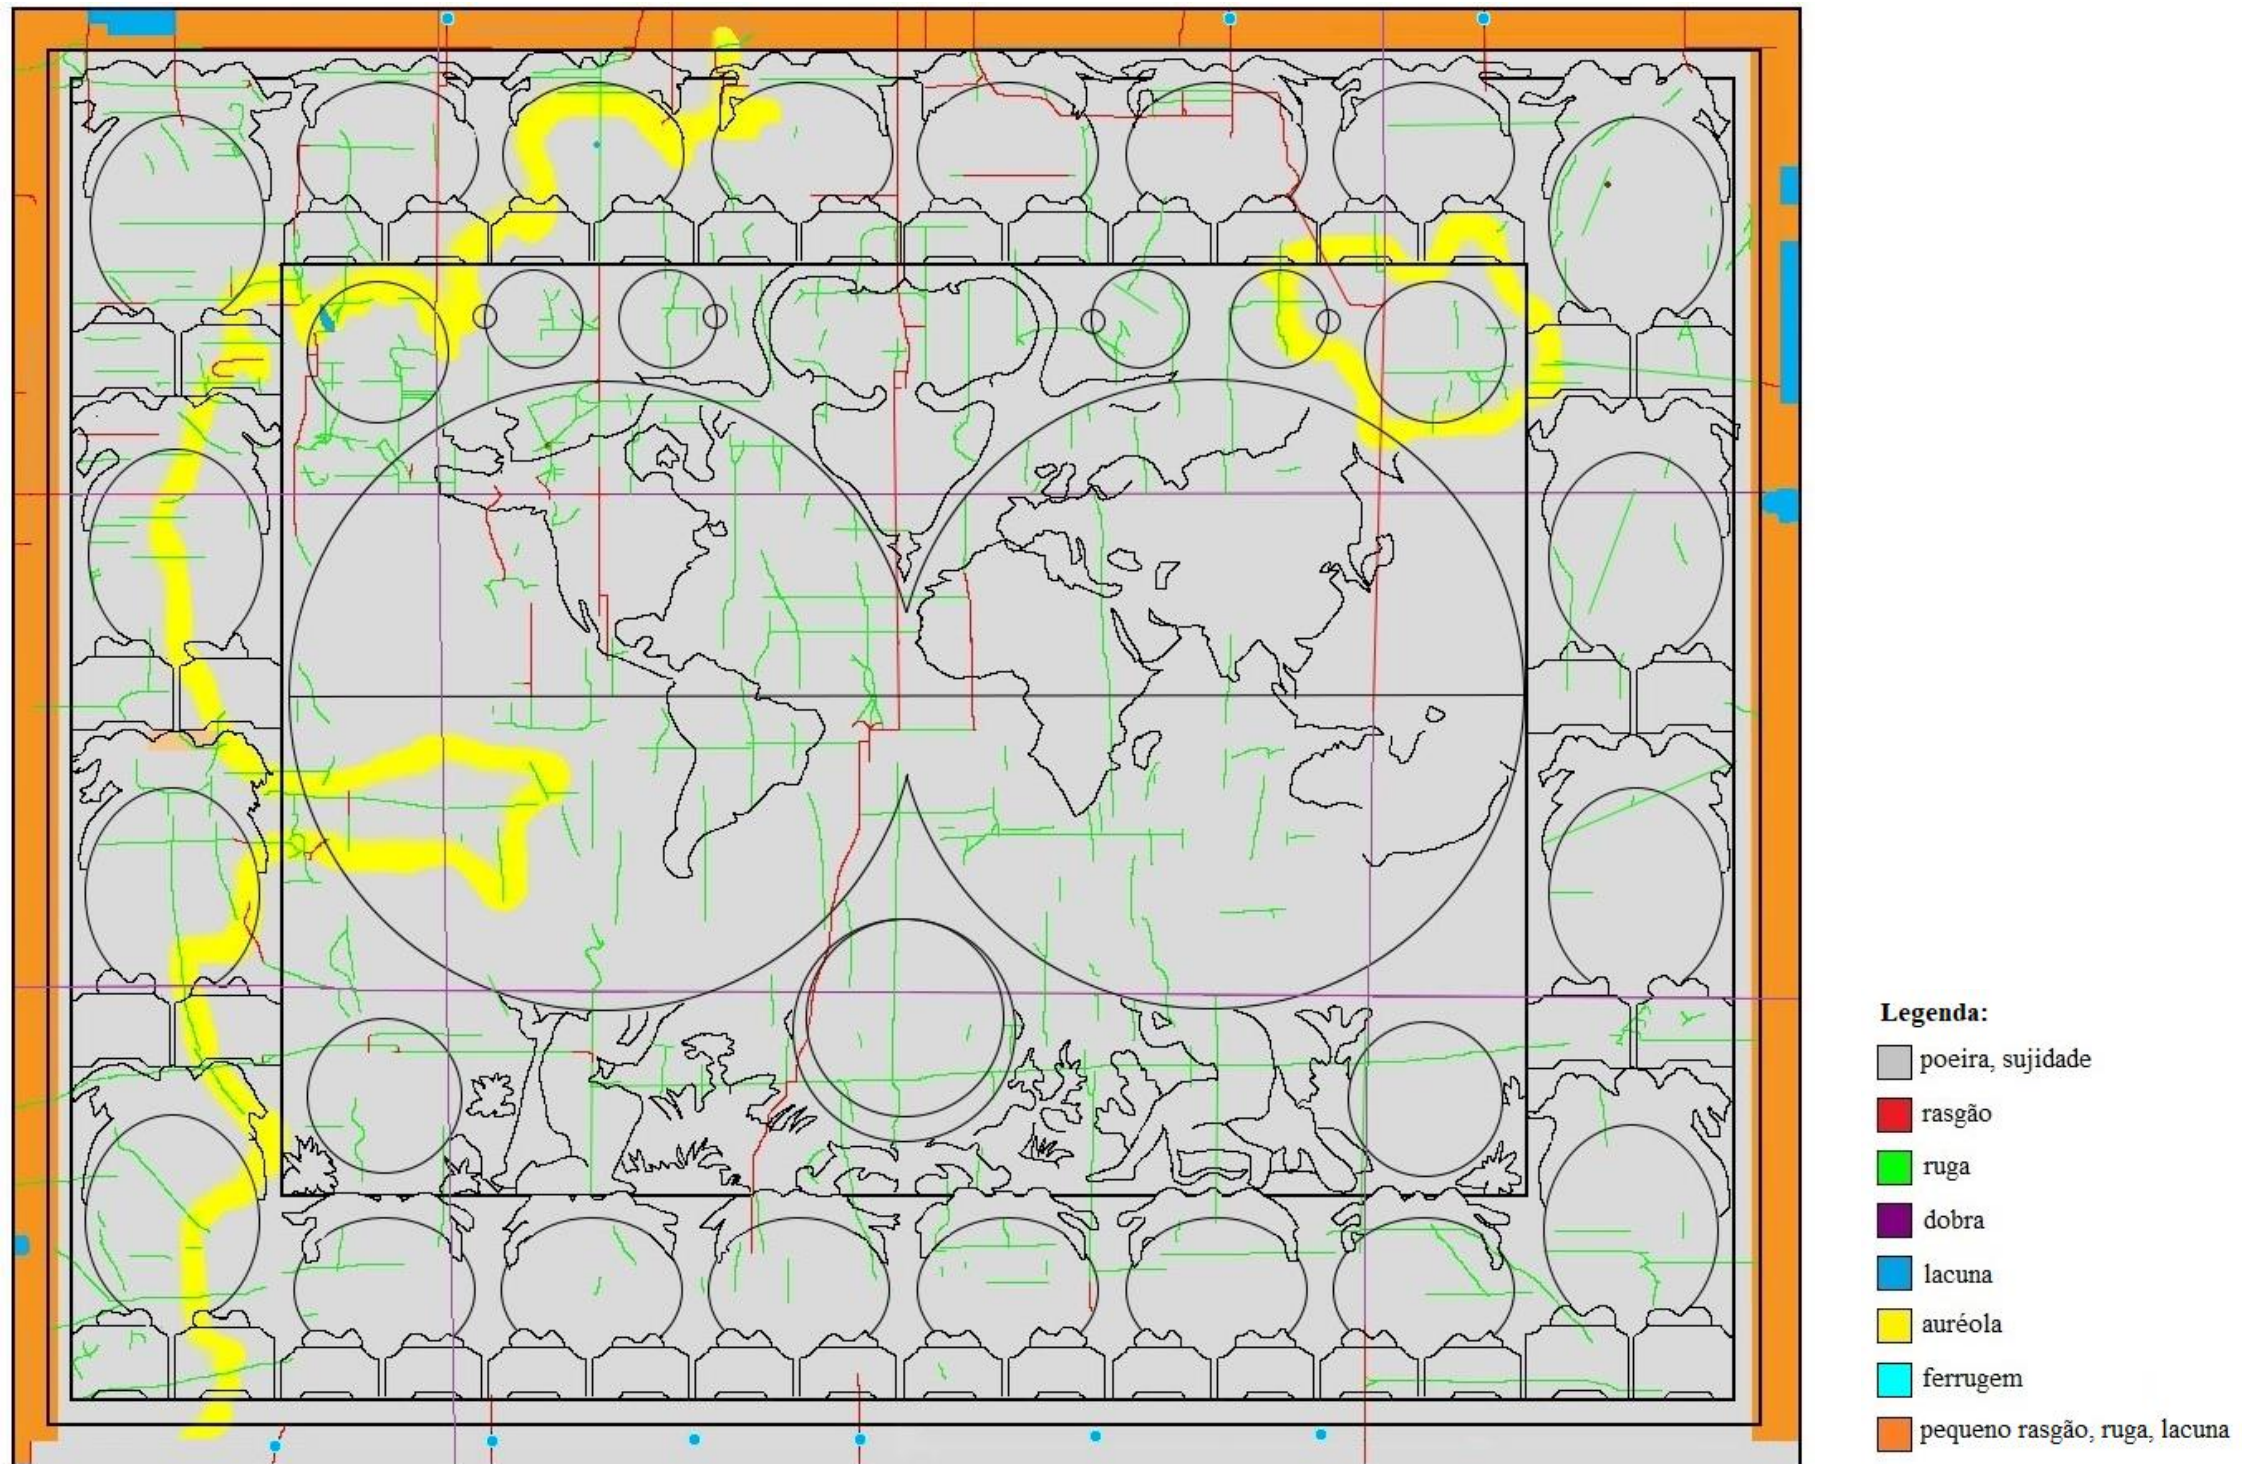 Legenda:
poeira, sujidade
rasgão
ruga
dobra
lacuna
auréola
ferrugem
pequeno rasgão, ruga, lacuna